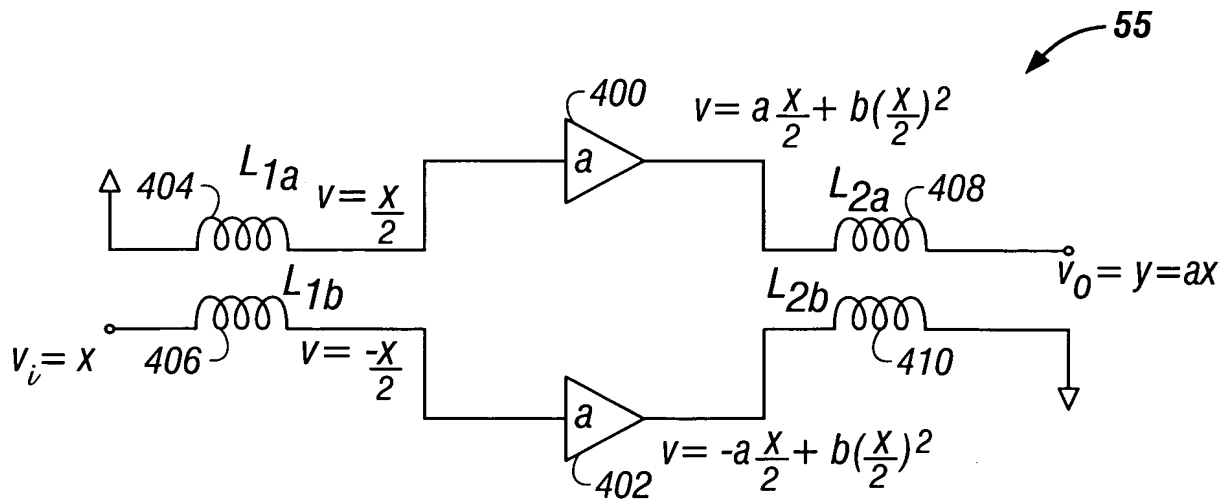 55
400
v = a x/2 + b(x/2)²
a
404
L1a
v = x/2
L2a
408
v0 = y = ax
L1b
L2b
vi = x
406
v = -x/2
410
a
402
v = -a x/2 + b(x/2)²